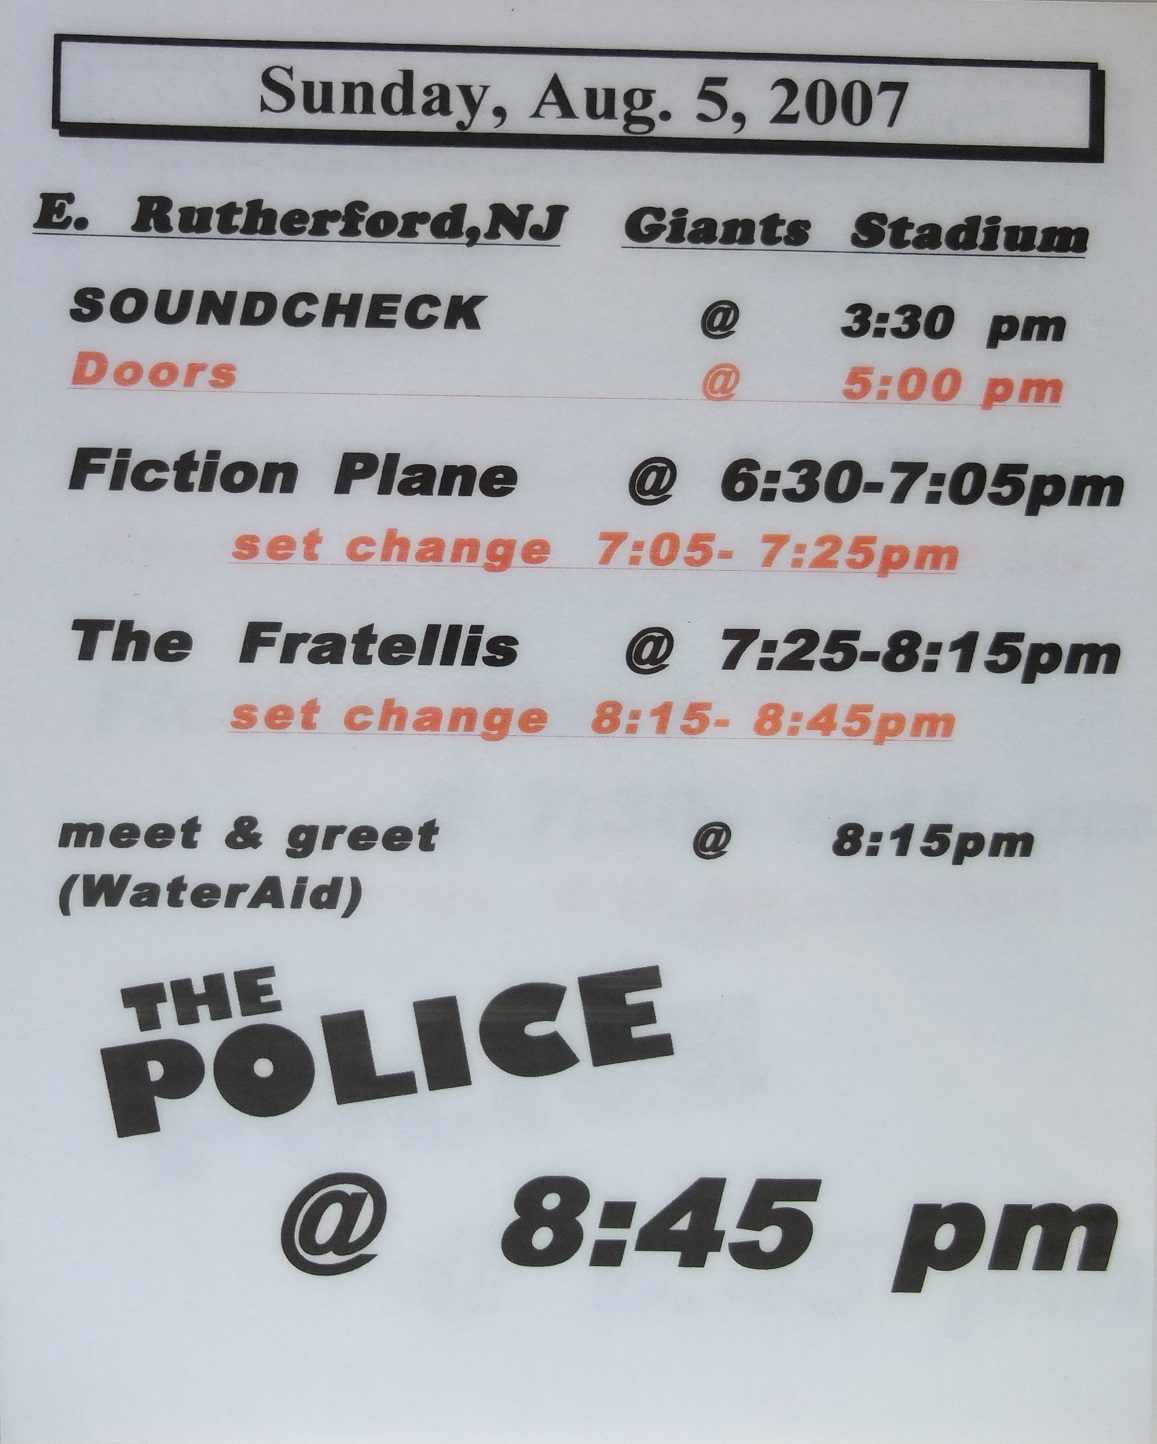 Sunday, Aug. 5, 2007
E. Rutherford,NJ Giants Stadium
SOUNDCHECK @ 3:30 pm
Doors @ 5:00 pm
Fiction Plane @ 6:30-7:05pm
set change 7:05- 7:25pm
The Fratellis @ 7:25-8:15pm
set change 8:15- 8:45pm
meet & greet @ 8:15pm
(WaterAid)
THE
POLICE
@ 8:45 pm